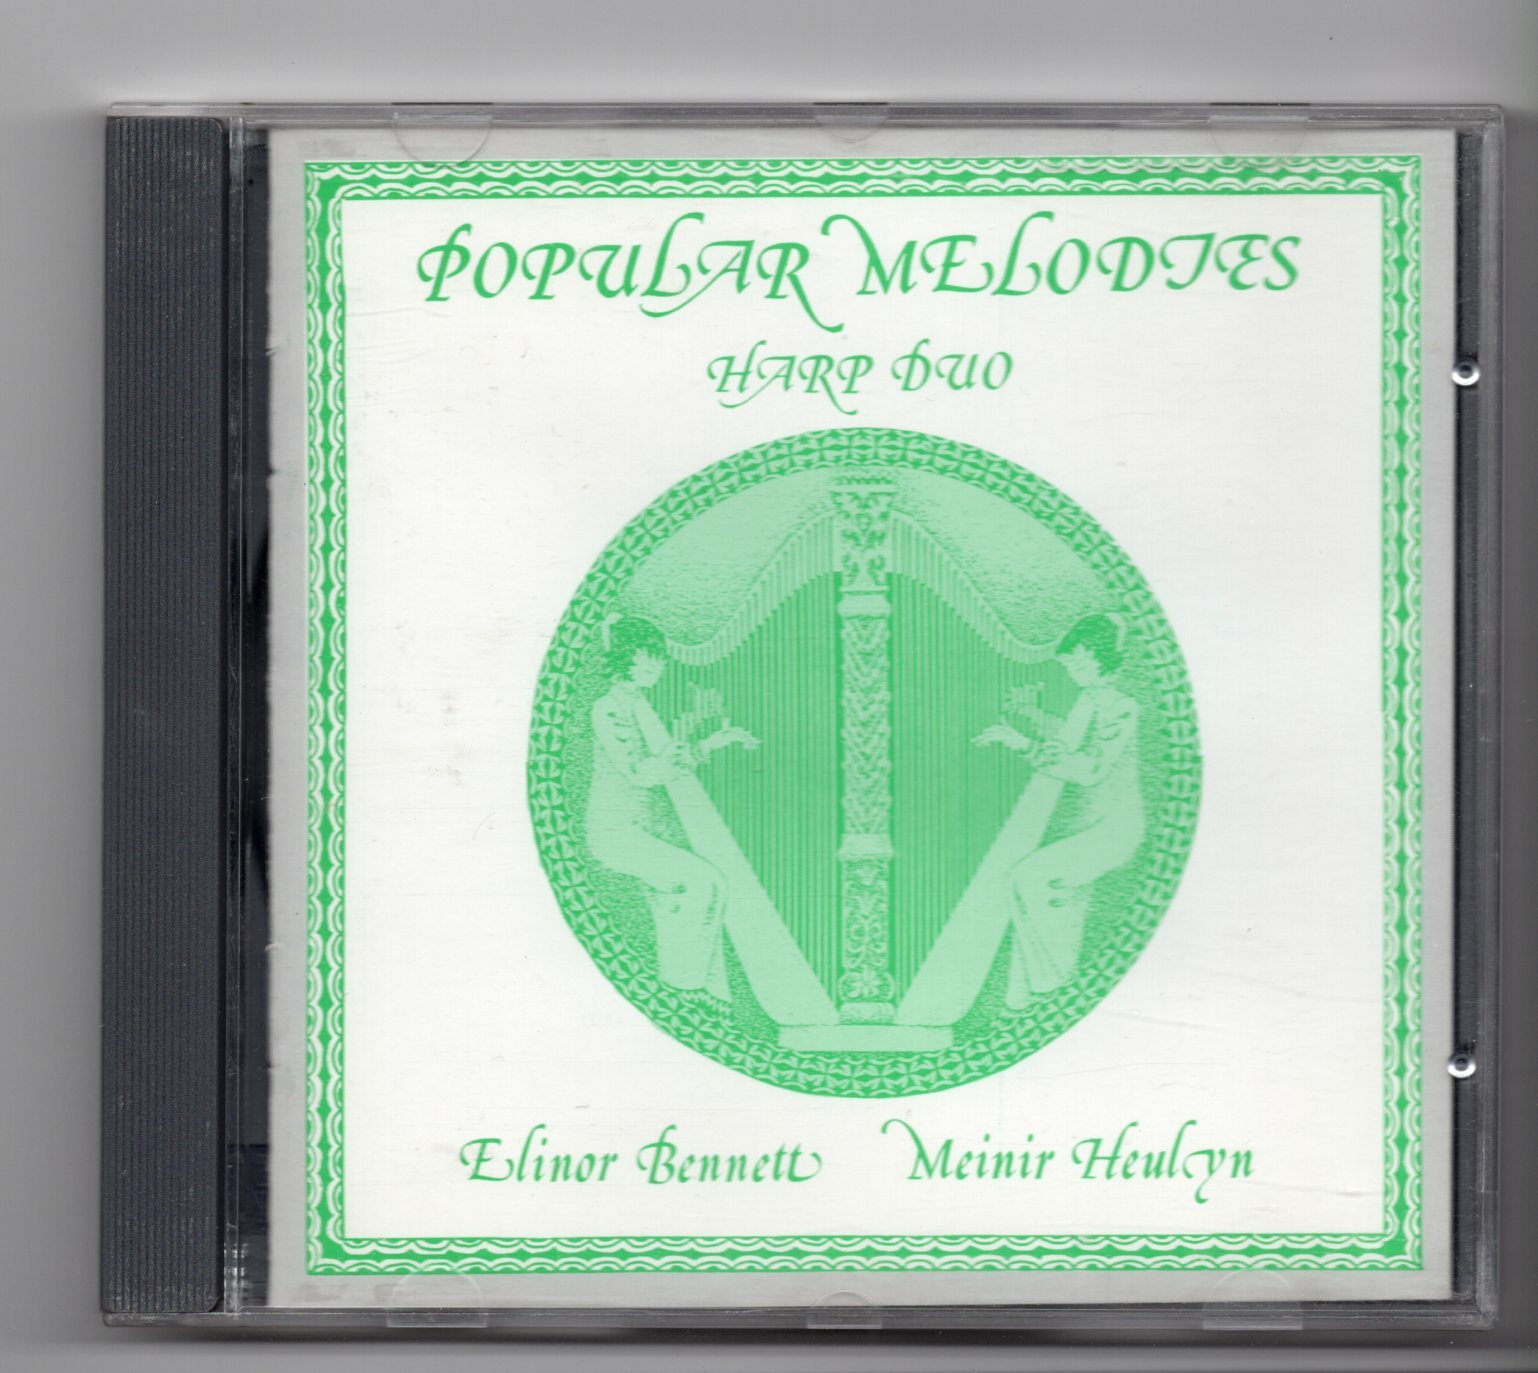 POPULAR MELODIES
HARP DUO
Elinor Bennett Meinir Heulyn